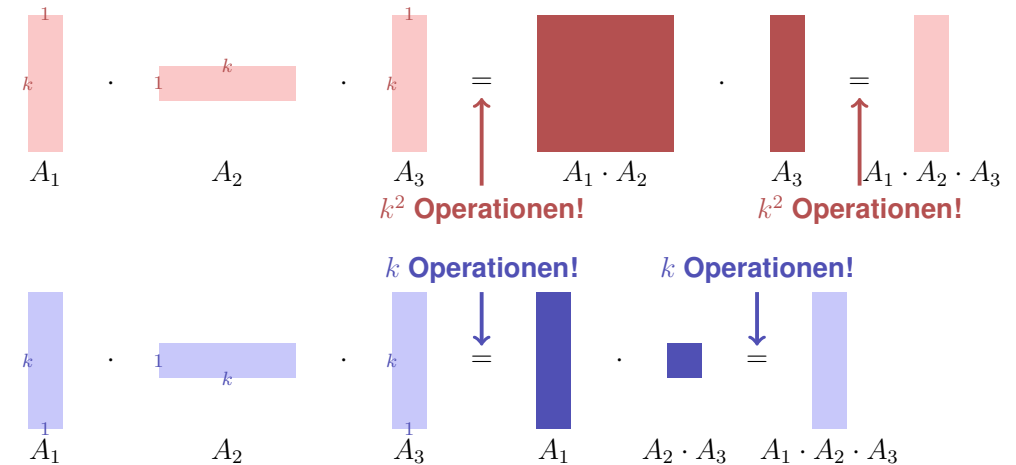 1 1
k · 1 k · k = · =
A₁ A₂ A₃ A₁ · A₂ A₃ A₁ · A₂ · A₃
k² Operationen! k² Operationen!
k Operationen! k Operationen!
k · 1 k · k = · =
1 1
A₁ A₂ A₃ A₁ A₂ · A₃ A₁ · A₂ · A₃